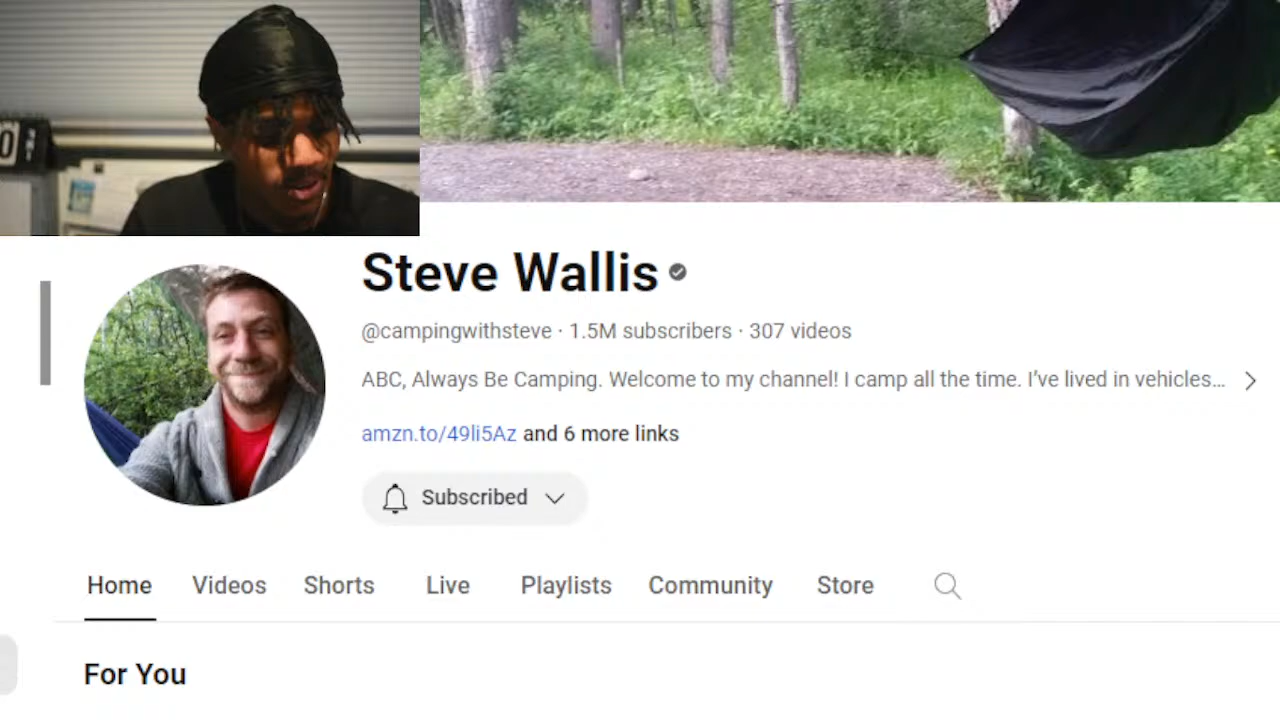 0
Steve Wallis
@campingwithsteve · 1.5M subscribers · 307 videos
ABC, Always Be Camping. Welcome to my channel! I camp all the time. I’ve lived in vehicles...
amzn.to/49li5Az and 6 more links
Subscribed
Home Videos Shorts Live Playlists Community Store
For You